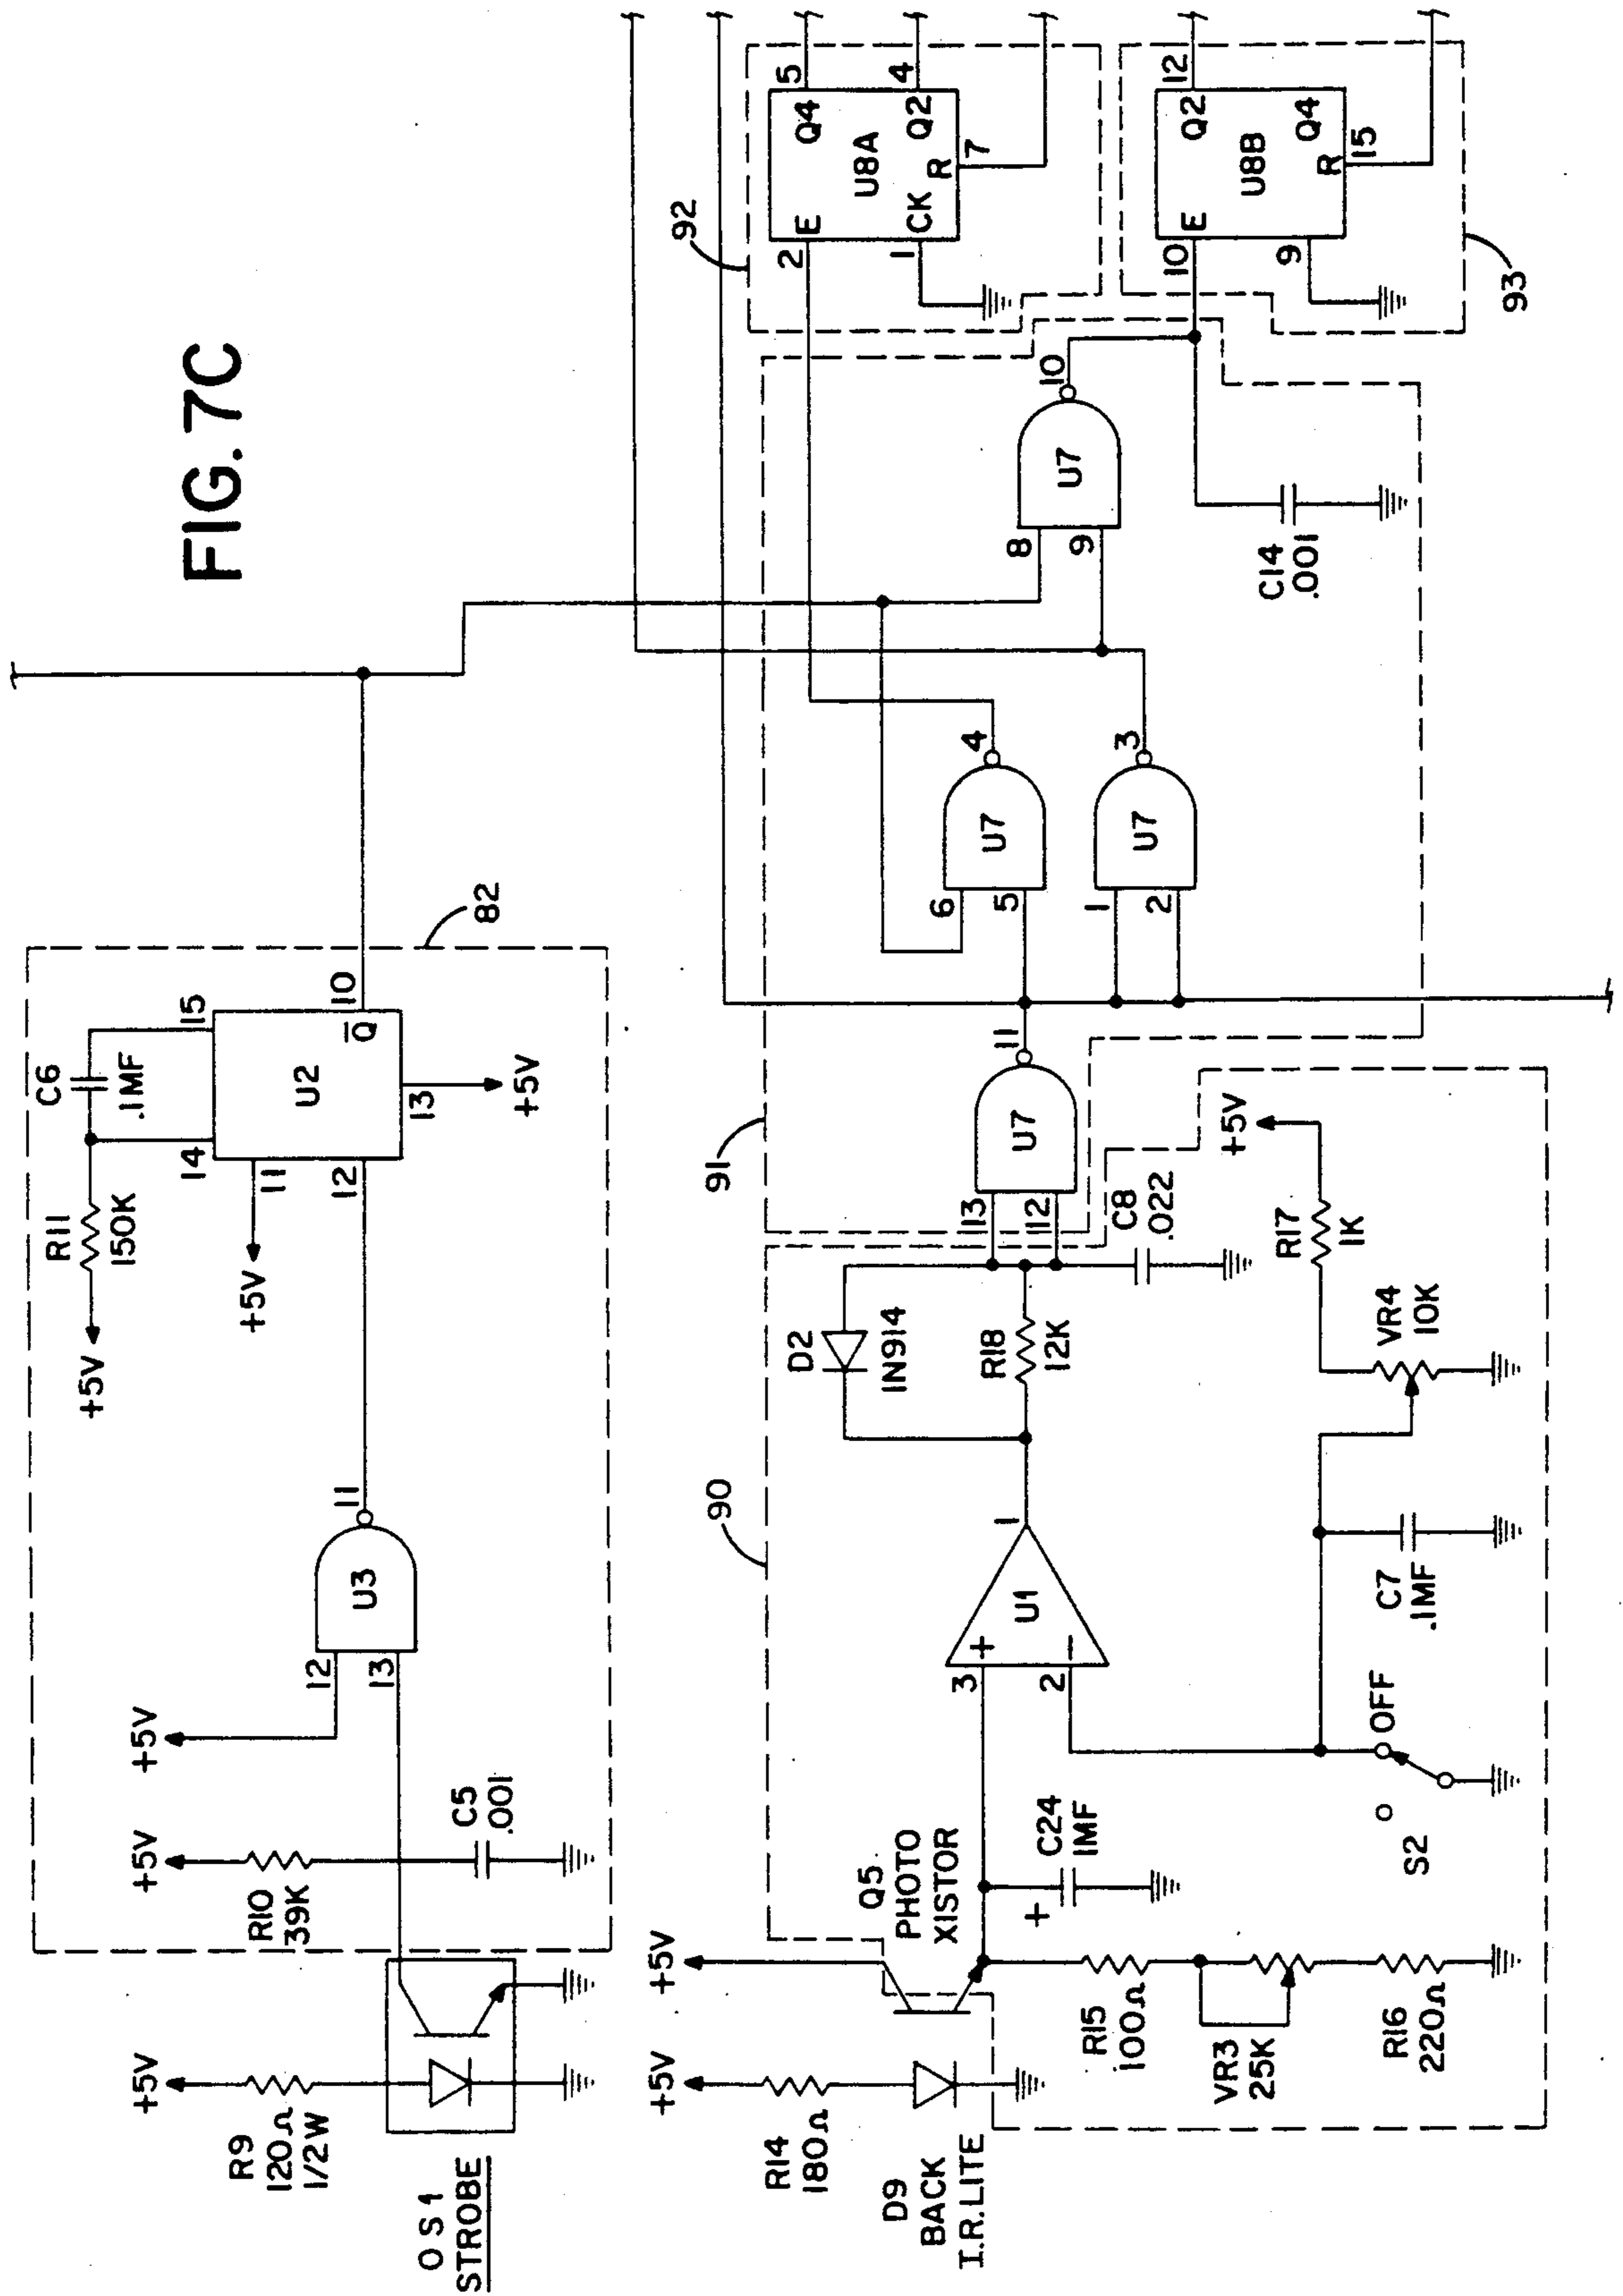 FIG. 7C
82
+5V
R11
150K
C6
.1MF
14
15
+5V
11
12
U2
Q
10
13
+5V
+5V
12
13
U3
11
+5V
R10
39K
C5
.001
+5V
R9
120Ω
1/2W
OS1
STROBE
92
2
E
Q4
5
U8A
1
CK
R
Q2
4
7
10
E
Q2
12
U8B
9
R
Q4
15
93
91
13
12
U7
11
6
5
U7
4
1
2
U7
3
8
9
U7
10
C14
.001
90
+5V
R14
180Ω
D9
BACK
I.R.LITE
+5V
Q5
PHOTO
XISTOR
+
C24
1MF
R15
100Ω
VR3
25K
R16
220Ω
3
+
2
–
U1
1
D2
1N914
R18
12K
C8
.022
+5V
R17
1K
VR4
10K
C7
.1MF
OFF
S2